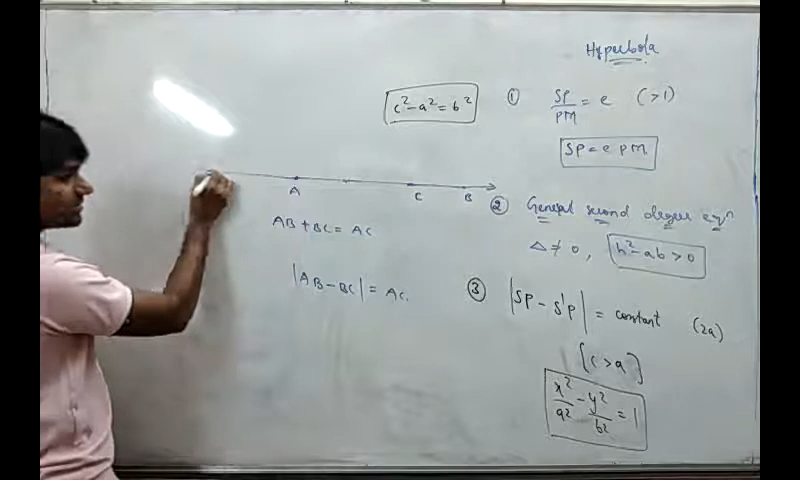 Hyperbola
c² - a² = b²
① SP/PM = e (>1)
SP = e PM
A C B
② General second degree eqⁿ
AB + BC = AC
Δ ≠ 0, h² - ab > 0
|AB - BC| = AC.
③ |SP - S'P| = constant (2a)
[c > a]
x²/a² - y²/b² = 1